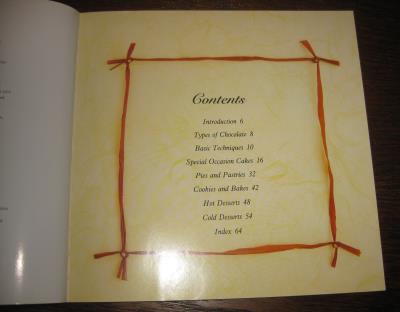 Contents
Introduction 6
Types of Chocolate 8
Basic Techniques 10
Special Occasion Cakes 16
Pies and Pastries 32
Cookies and Bakes 42
Hot Desserts 48
Cold Desserts 54
Index 64